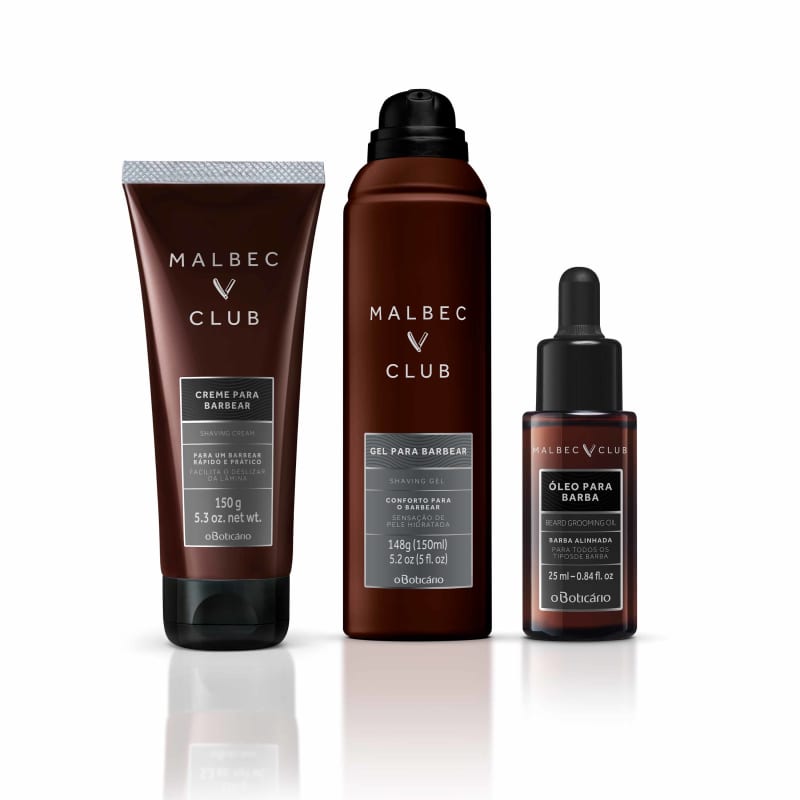 MALBEC
CLUB
CREME PARA
BARBEAR
SHAVING CREAM
PARA UM BARBEAR
RÁPIDO E PRÁTICO
FACILITA O DESLIZAR
DA LÂMINA
150 g
5.3 oz. net wt.
oBoticário
MALBEC
CLUB
GEL PARA BARBEAR
SHAVING GEL
CONFORTO PARA
O BARBEAR
SENSAÇÃO DE
PELE HIDRATADA
148g (150ml)
5.2 oz (5 fl. oz)
oBoticário
MALBEC CLUB
ÓLEO PARA
BARBA
BEARD GROOMING OIL
BARBA ALINHADA
PARA TODOS OS
TIPOSDE BARBA
25 ml – 0.84 fl. oz
oBoticário